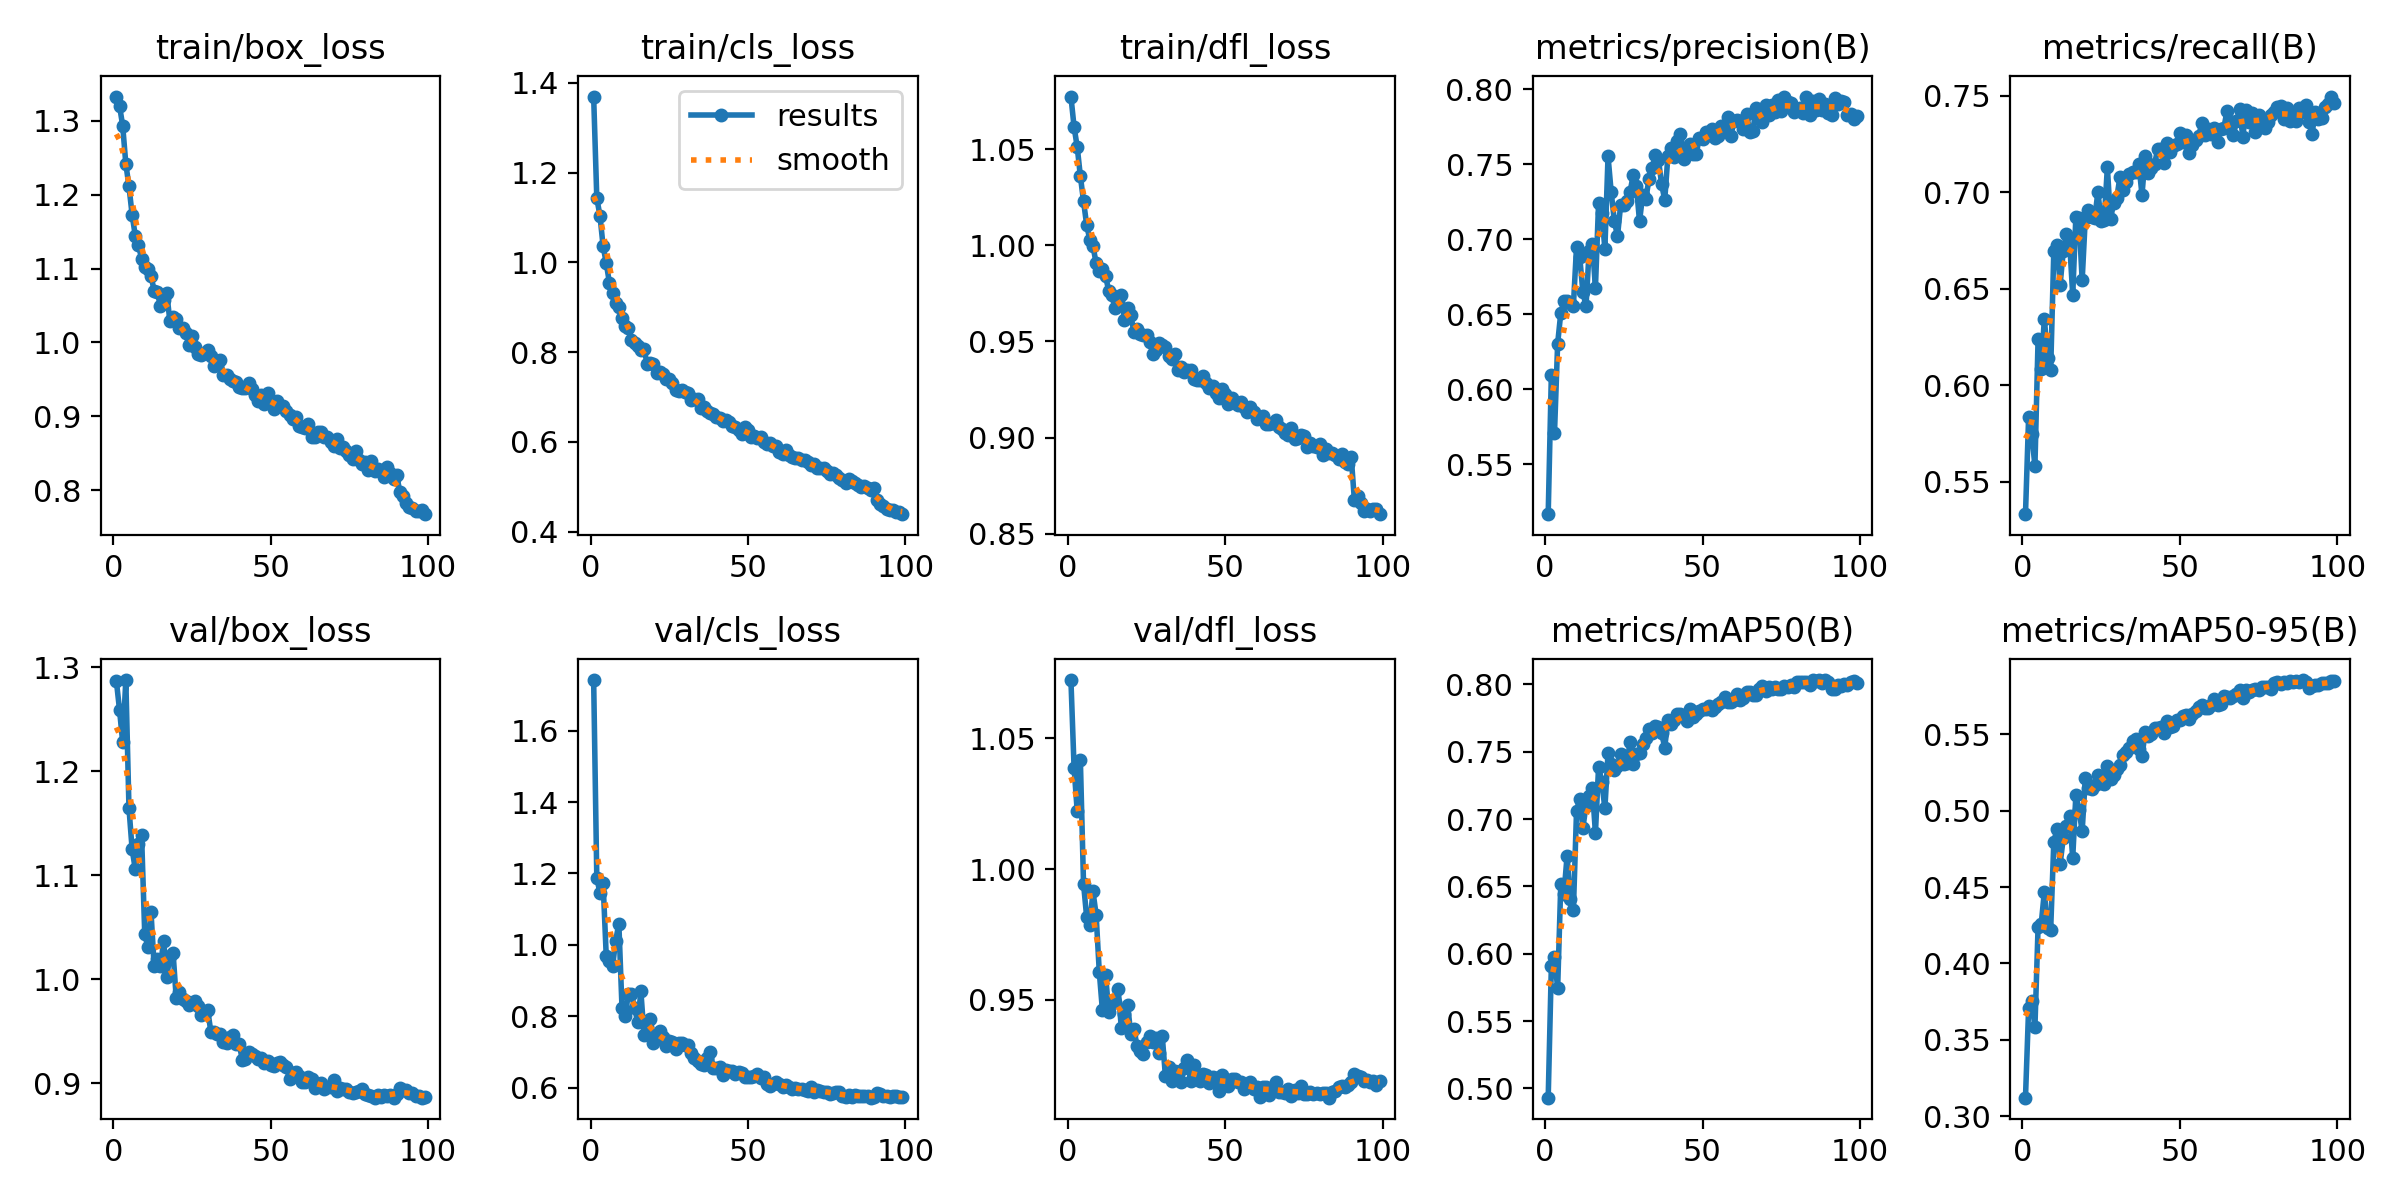 train/box_loss
1.3
1.2
1.1
1.0
0.9
0.8
0 50 100
train/cls_loss
results
smooth
1.4
1.2
1.0
0.8
0.6
0.4
0 50 100
train/dfl_loss
1.05
1.00
0.95
0.90
0.85
0 50 100
metrics/precision(B)
0.80
0.75
0.70
0.65
0.60
0.55
0 50 100
metrics/recall(B)
0.75
0.70
0.65
0.60
0.55
0 50 100
val/box_loss
1.3
1.2
1.1
1.0
0.9
0 50 100
val/cls_loss
1.6
1.4
1.2
1.0
0.8
0.6
0 50 100
val/dfl_loss
1.05
1.00
0.95
0 50 100
metrics/mAP50(B)
0.80
0.75
0.70
0.65
0.60
0.55
0.50
0 50 100
metrics/mAP50-95(B)
0.55
0.50
0.45
0.40
0.35
0.30
0 50 100